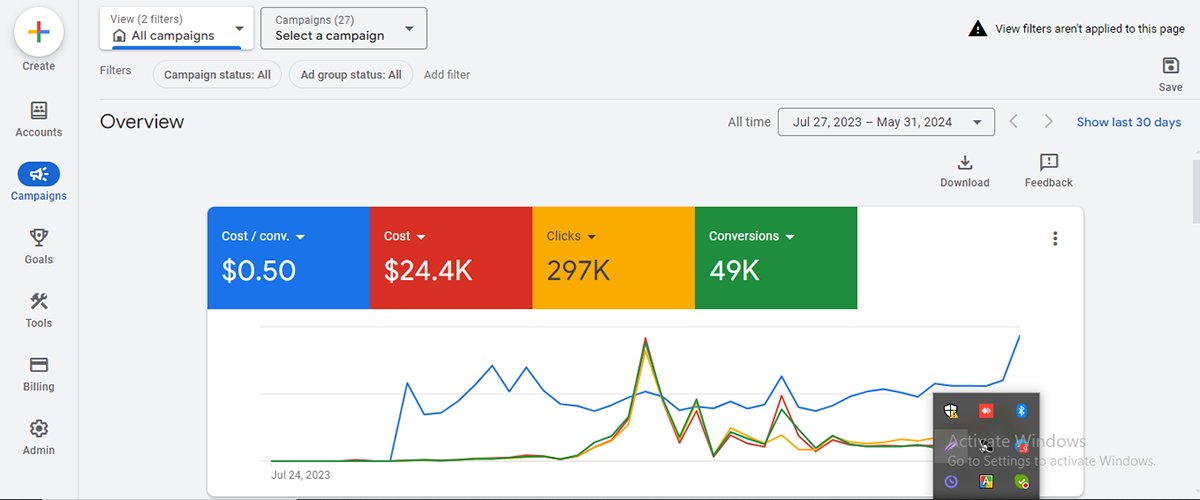 View (2 filters)
All campaigns
Campaigns (27)
Select a campaign
View filters aren't applied to this page
Create
Filters
Campaign status: All
Ad group status: All
Add filter
Save
Accounts
Overview
All time
Jul 27, 2023 – May 31, 2024
Show last 30 days
Download
Feedback
Campaigns
Goals
Tools
Billing
Admin
Cost / conv.
$0.50
Cost
$24.4K
Clicks
297K
Conversions
49K
Jul 24, 2023
Activate Windows
Go to Settings to activate Windows.